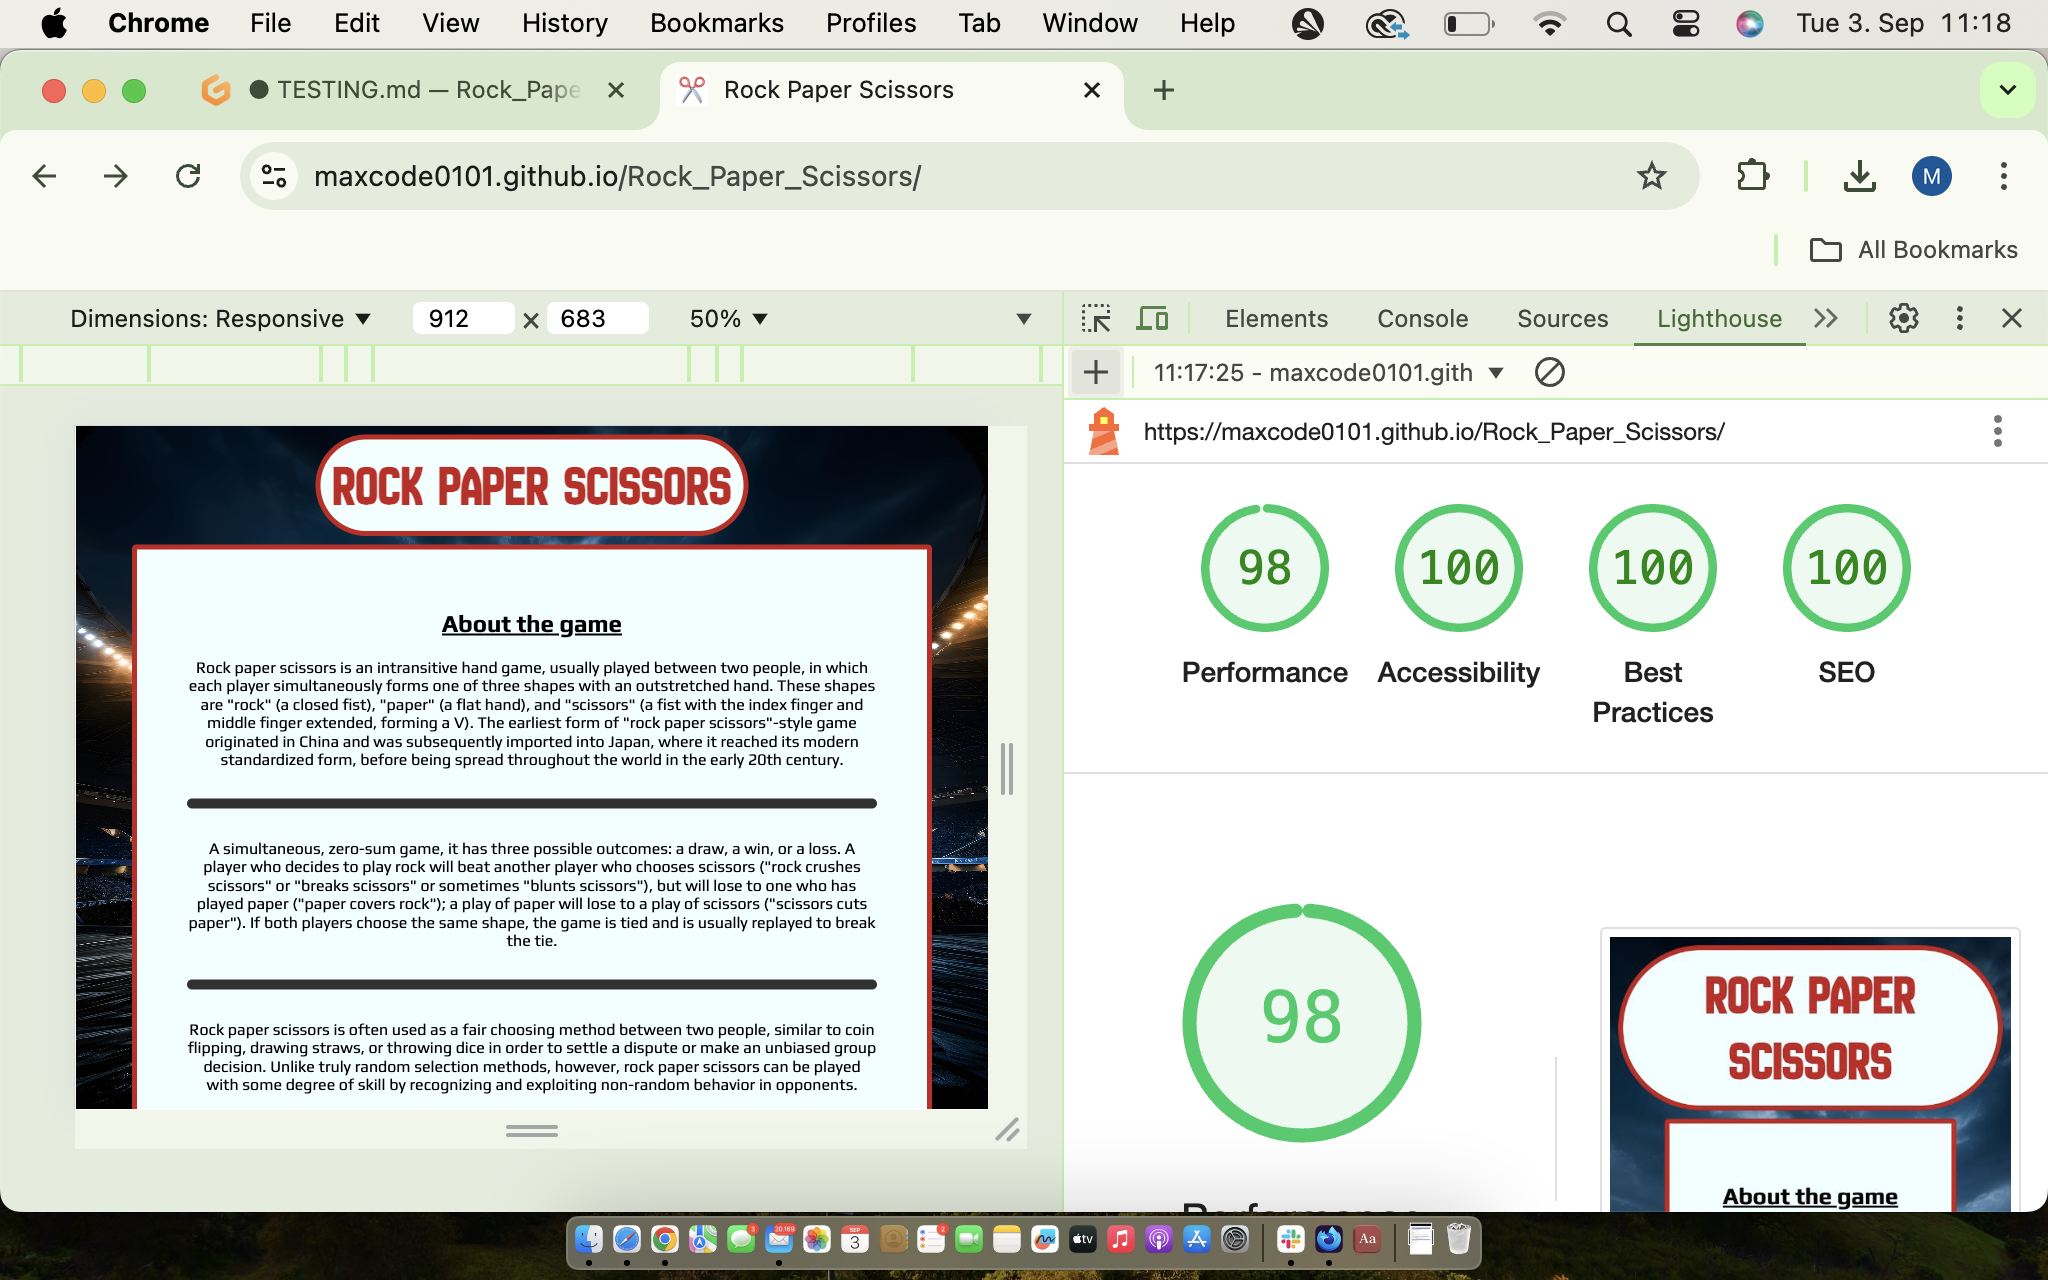 Chrome File Edit View History Bookmarks Profiles Tab Window Help Tue 3. Sep 11:18
TESTING.md — Rock_Pape
Rock Paper Scissors
maxcode0101.github.io/Rock_Paper_Scissors/
M
All Bookmarks
Dimensions: Responsive 912 × 683 50%
Elements Console Sources Lighthouse
11:17:25 - maxcode0101.gith
https://maxcode0101.github.io/Rock_Paper_Scissors/
ROCK PAPER SCISSORS
About the game
Rock paper scissors is an intransitive hand game, usually played between two people, in which
each player simultaneously forms one of three shapes with an outstretched hand. These shapes
are "rock" (a closed fist), "paper" (a flat hand), and "scissors" (a fist with the index finger and
middle finger extended, forming a V). The earliest form of "rock paper scissors"-style game
originated in China and was subsequently imported into Japan, where it reached its modern
standardized form, before being spread throughout the world in the early 20th century.
A simultaneous, zero-sum game, it has three possible outcomes: a draw, a win, or a loss. A
player who decides to play rock will beat another player who chooses scissors ("rock crushes
scissors" or "breaks scissors" or sometimes "blunts scissors"), but will lose to one who has
played paper ("paper covers rock"); a play of paper will lose to a play of scissors ("scissors cuts
paper"). If both players choose the same shape, the game is tied and is usually replayed to break
the tie.
Rock paper scissors is often used as a fair choosing method between two people, similar to coin
flipping, drawing straws, or throwing dice in order to settle a dispute or make an unbiased group
decision. Unlike truly random selection methods, however, rock paper scissors can be played
with some degree of skill by recognizing and exploiting non-random behavior in opponents.
98 100 100 100
Performance Accessibility Best SEO
Practices
98
Performance
ROCK PAPER
SCISSORS
About the game
SEP
3
tv
Aa